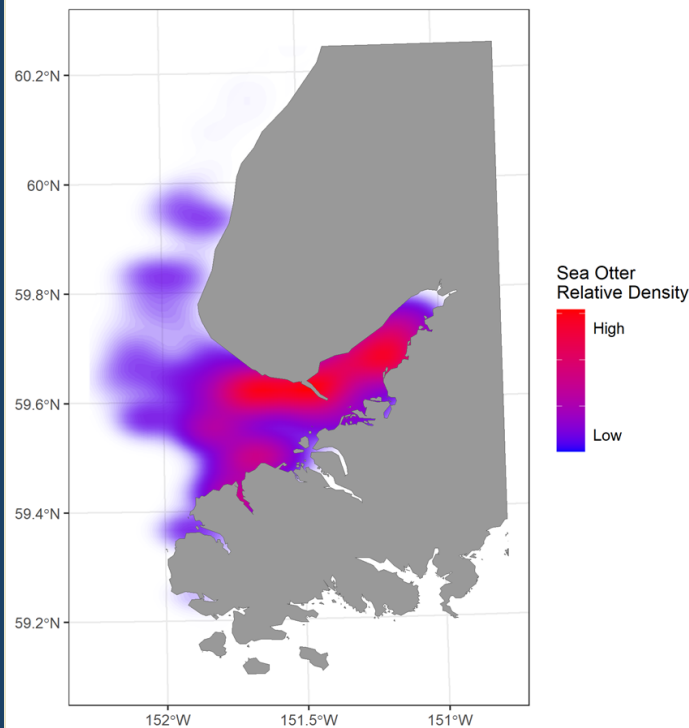 60.2°N
60°N
59.8°N
59.6°N
59.4°N
59.2°N
152°W
151.5°W
151°W
Sea Otter
Relative Density
High
Low